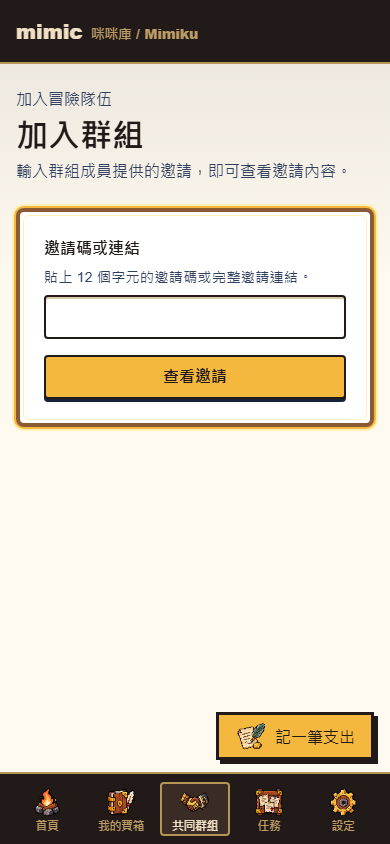 mimic 咪咪庫 / Mimiku
加入冒險隊伍
加入群組
輸入群組成員提供的邀請，即可查看邀請內容。
邀請碼或連結
貼上 12 個字元的邀請碼或完整邀請連結。
查看邀請
記一筆支出
首頁
我的寶箱
共同群組
任務
設定